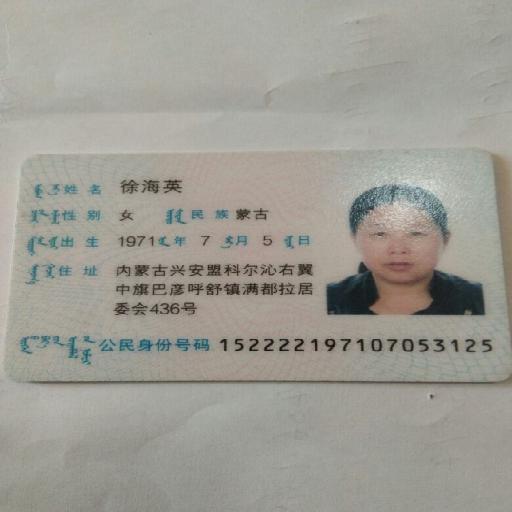 姓名 徐海英
性别 女 民族 蒙古
出生 1971年 7月 5日
住址 内蒙古兴安盟科尔沁右翼
中旗巴彦呼舒镇满都拉居
委会436号
公民身份号码 152222197107053125